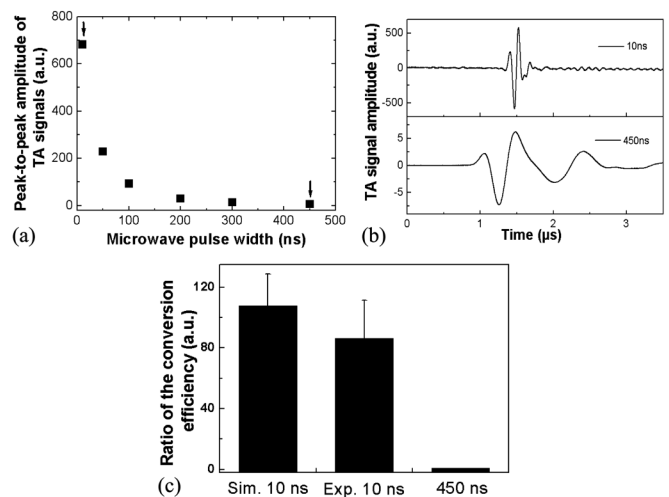 Peak-to-peak amplitude of
TA signals (a.u.)
800
600
400
200
0
0 100 200 300 400 500
Microwave pulse width (ns)
(a)
TA signal amplitude (a.u.)
500
0
-500
10ns
5
0
-5
450ns
0 1 2 3
Time (µs)
(b)
Ratio of the conversion
efficiency (a.u.)
120
80
40
0
Sim. 10 ns Exp. 10 ns 450 ns
(c)